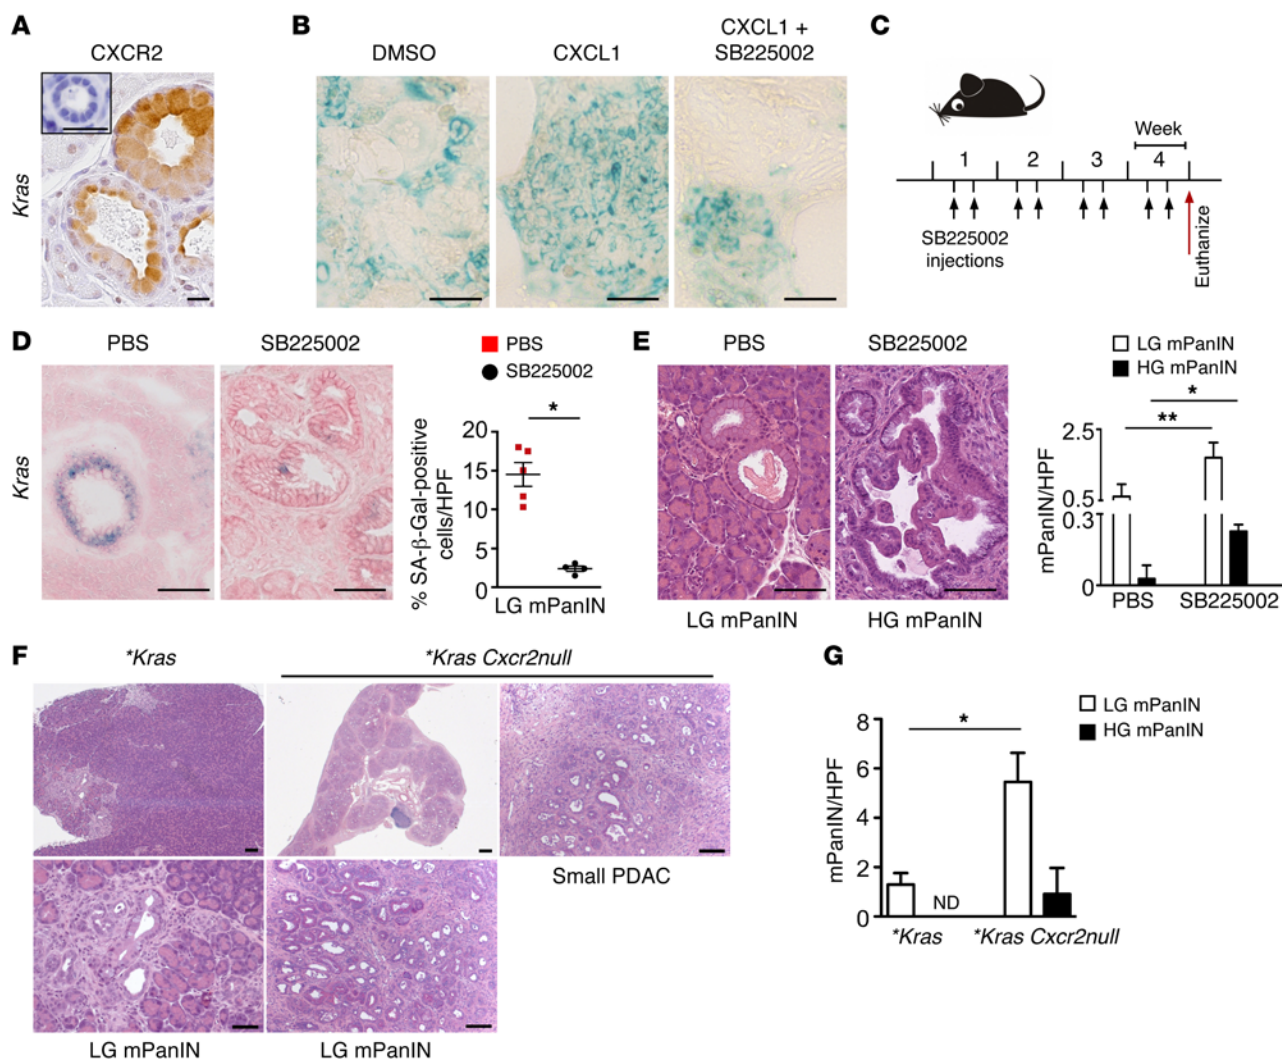 A
CXCR2
Kras
B
DMSO
CXCL1
CXCL1 +
SB225002
C
Week
1 2 3 4
SB225002
injections
Euthanize
D
PBS
SB225002
Kras
PBS
SB225002
*
% SA-β-Gal-positive
cells/HPF
20
15
10
5
0
LG mPanIN
E
PBS
SB225002
LG mPanIN
HG mPanIN
LG mPanIN
HG mPanIN
*
**
mPanIN/HPF
2.5
0.5
0.3
0
PBS
SB225002
F
*Kras
*Kras Cxcr2null
Small PDAC
LG mPanIN
LG mPanIN
G
LG mPanIN
HG mPanIN
*
mPanIN/HPF
8
6
4
2
0
ND
*Kras
*Kras Cxcr2null